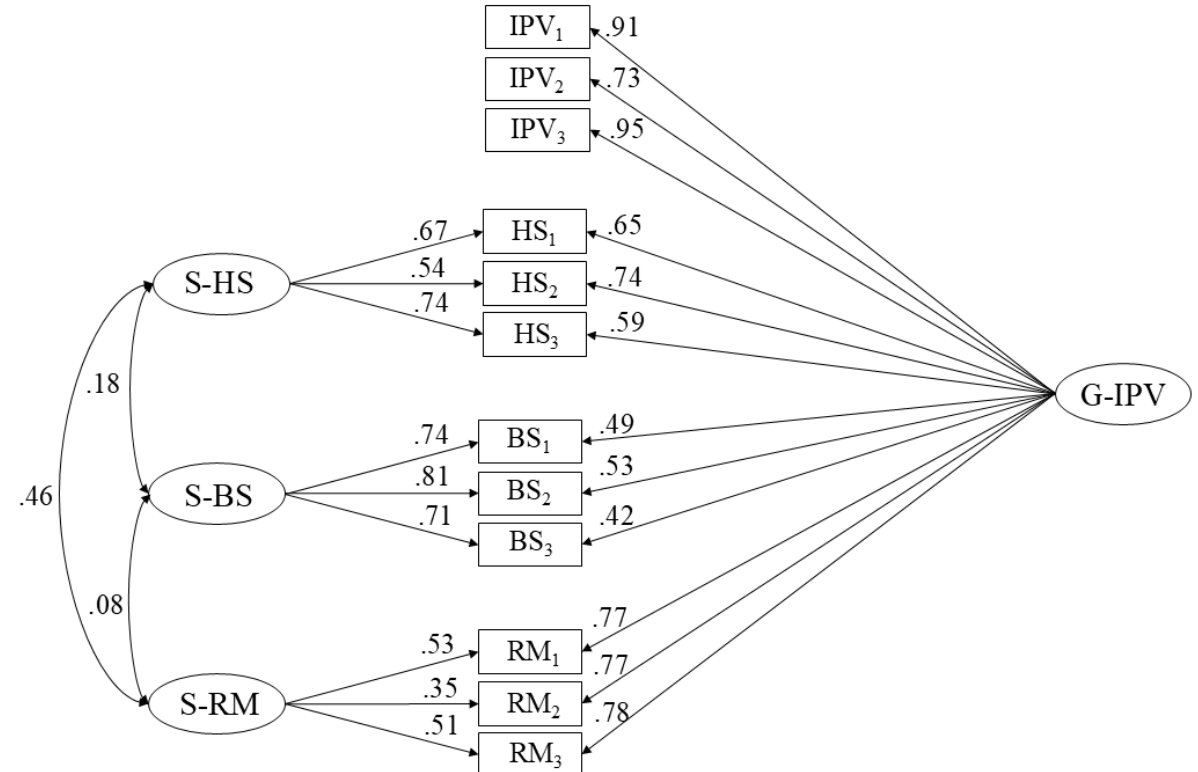 IPV₁ .91
IPV₂ .73
IPV₃ .95
.67 HS₁ .65
S-HS .54 HS₂ .74
.74 HS₃ .59
.18
G-IPV
.74 BS₁ .49
.46 S-BS .81 BS₂ .53
.71 BS₃ .42
.08
.53 RM₁ .77
S-RM .35 RM₂ .77
.51 RM₃ .78